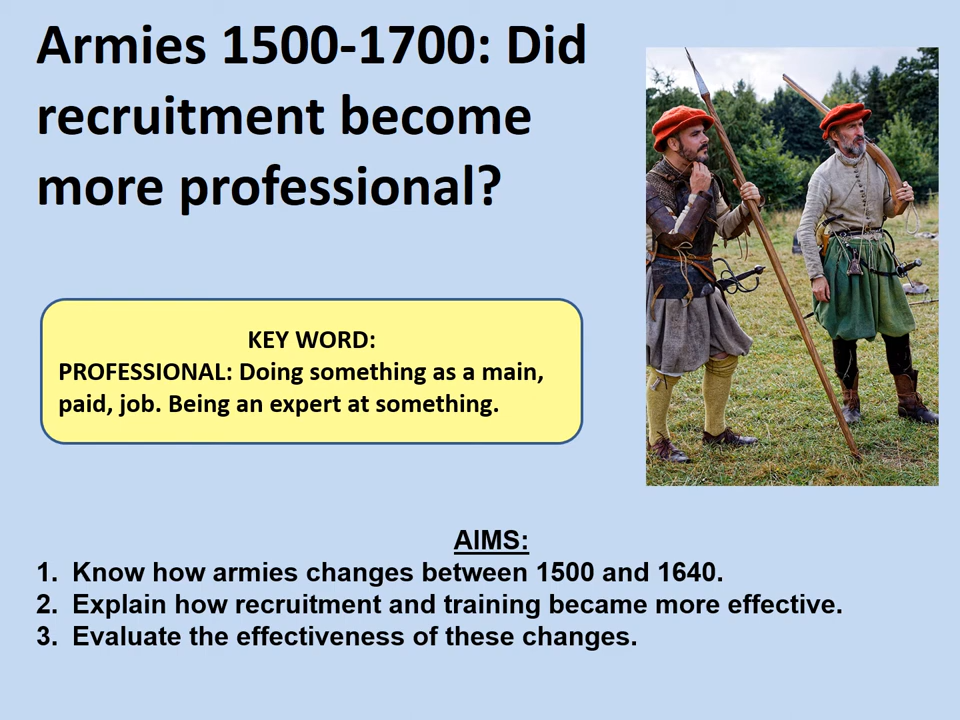 Armies 1500-1700: Did
recruitment become
more professional?
KEY WORD:
PROFESSIONAL: Doing something as a main,
paid, job. Being an expert at something.
AIMS:
1. Know how armies changes between 1500 and 1640.
2. Explain how recruitment and training became more effective.
3. Evaluate the effectiveness of these changes.